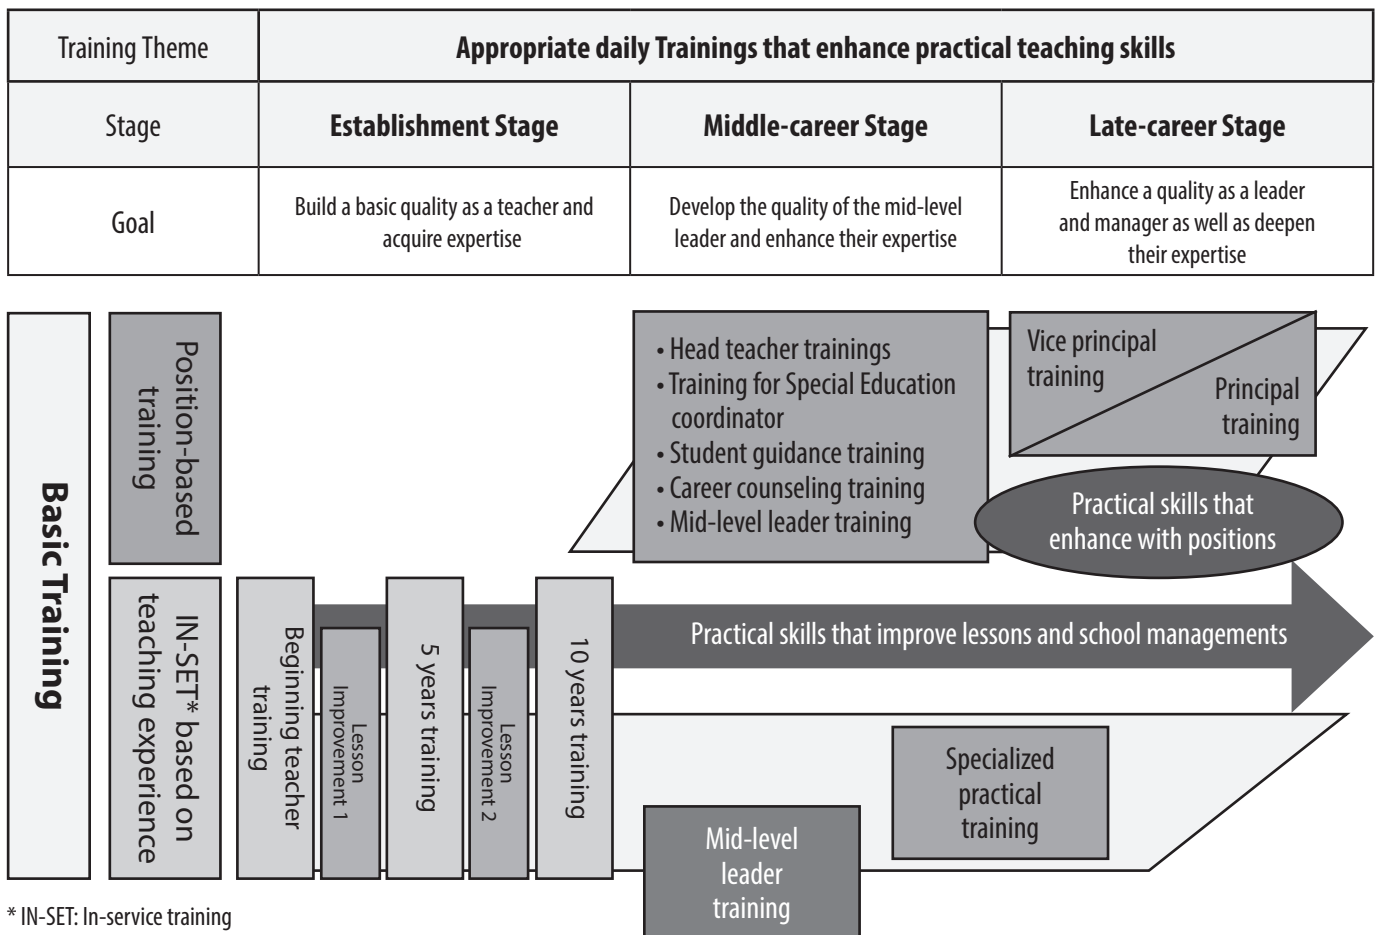 Training Theme
Appropriate daily Trainings that enhance practical teaching skills
Stage
Establishment Stage
Middle-career Stage
Late-career Stage
Goal
Build a basic quality as a teacher and
acquire expertise
Develop the quality of the mid-level
leader and enhance their expertise
Enhance a quality as a leader
and manager as well as deepen
their expertise
Basic Training
Position-based
training
• Head teacher trainings
• Training for Special Education
coordinator
• Student guidance training
• Career counseling training
• Mid-level leader training
Vice principal
training
Principal
training
Practical skills that
enhance with positions
IN-SET* based on
teaching experience
Beginning teacher
training
Lesson
Improvement 1
5 years training
Lesson
Improvement 2
10 years training
Practical skills that improve lessons and school managements
Specialized
practical
training
Mid-level
leader
training
* IN-SET: In-service training